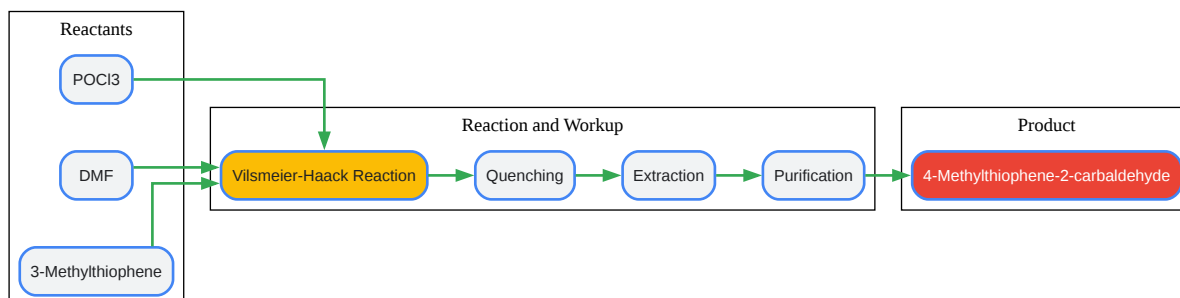 Reactants
POCl3
DMF
3-Methylthiophene
Reaction and Workup
Vilsmeier-Haack Reaction
Quenching
Extraction
Purification
Product
4-Methylthiophene-2-carbaldehyde